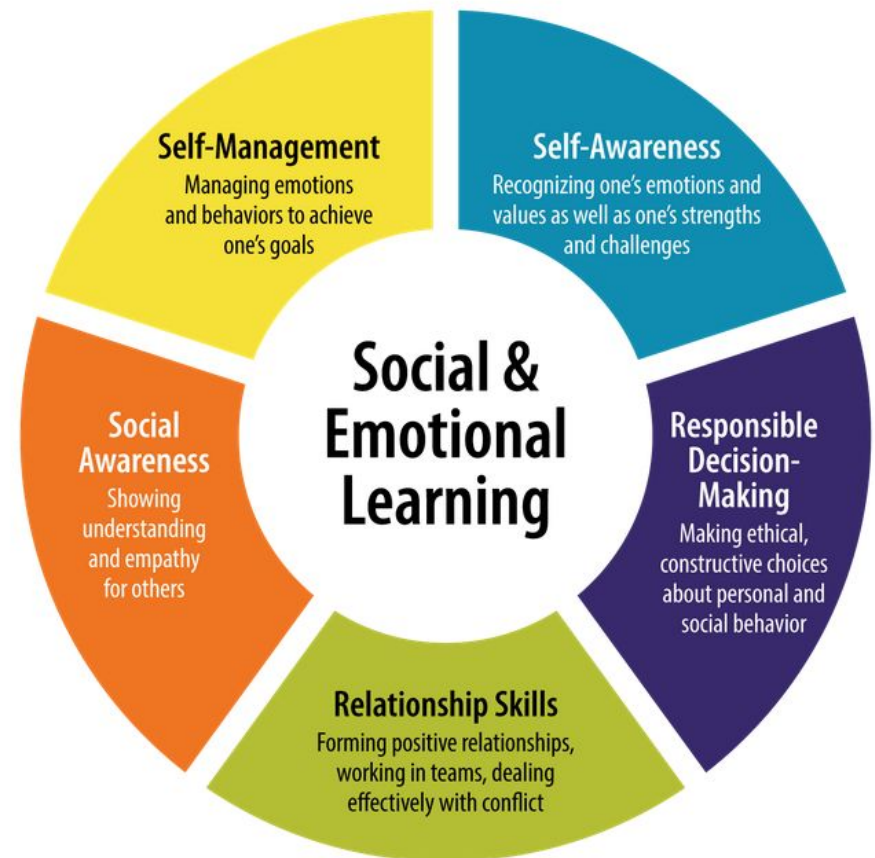 Self-Management
Managing emotions
and behaviors to achieve
one's goals
Self-Awareness
Recognizing one's emotions and
values as well as one's strengths
and challenges
Social &
Emotional
Learning
Social
Awareness
Showing
understanding
and empathy
for others
Responsible
Decision-
Making
Making ethical,
constructive choices
about personal and
social behavior
Relationship Skills
Forming positive relationships,
working in teams, dealing
effectively with conflict